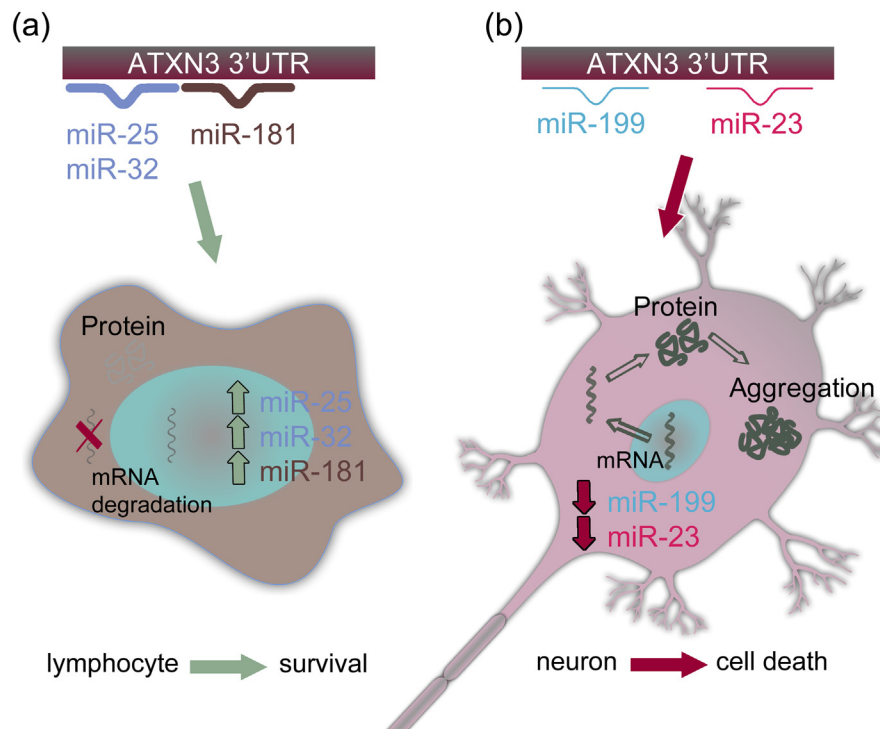 (a)
ATXN3 3’UTR
miR-25
miR-181
miR-32
Protein
miR-25
miR-32
miR-181
mRNA
degradation
lymphocyte
survival
(b)
ATXN3 3’UTR
miR-199
miR-23
Protein
Aggregation
mRNA
miR-199
miR-23
neuron
cell death